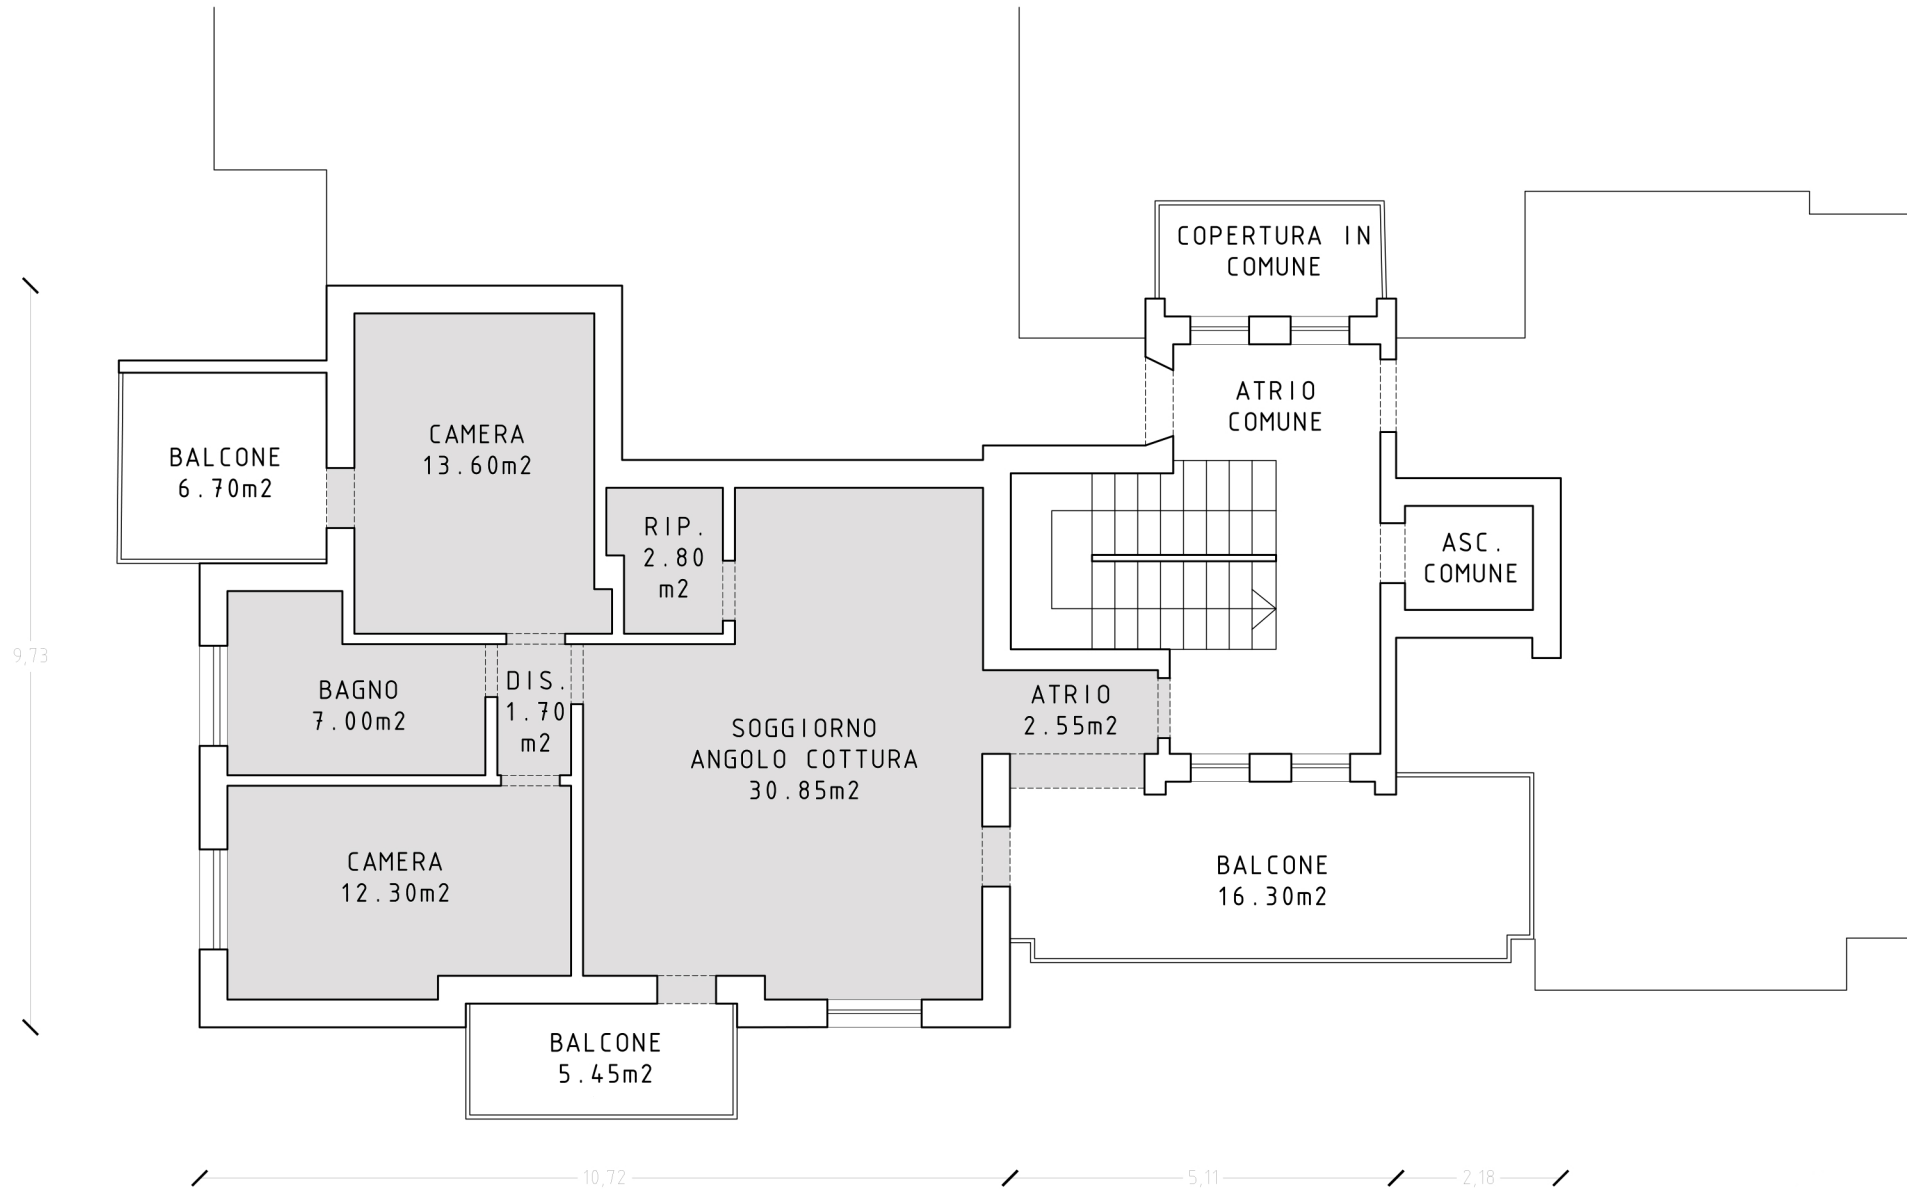 COPERTURA IN
COMUNE
ATRIO
COMUNE
CAMERA
13.60m2
BALCONE
6.70m2
RIP.
2.80
m2
ASC.
COMUNE
BAGNO
7.00m2
DIS.
1.70
m2
ATRIO
2.55m2
SOGGIORNO
ANGOLO COTTURA
30.85m2
9,73
CAMERA
12.30m2
BALCONE
16.30m2
BALCONE
5.45m2
10,72
5,11
2,18